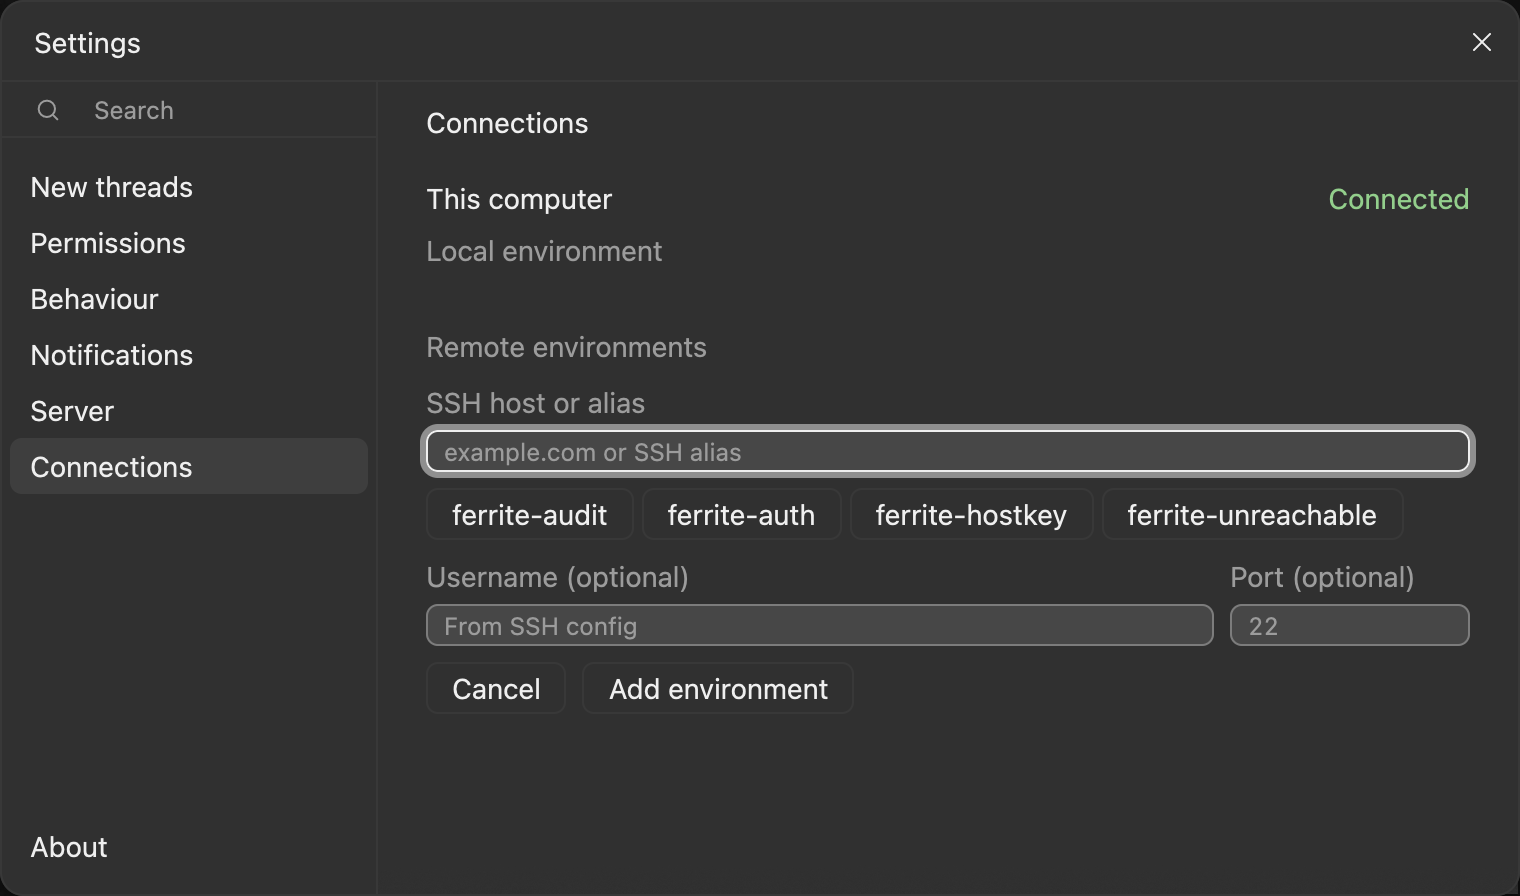 Settings
Search
New threads
Permissions
Behaviour
Notifications
Server
Connections
About
Connections
This computer
Connected
Local environment
Remote environments
SSH host or alias
example.com or SSH alias
ferrite-audit ferrite-auth ferrite-hostkey ferrite-unreachable
Username (optional) Port (optional)
From SSH config 22
Cancel Add environment